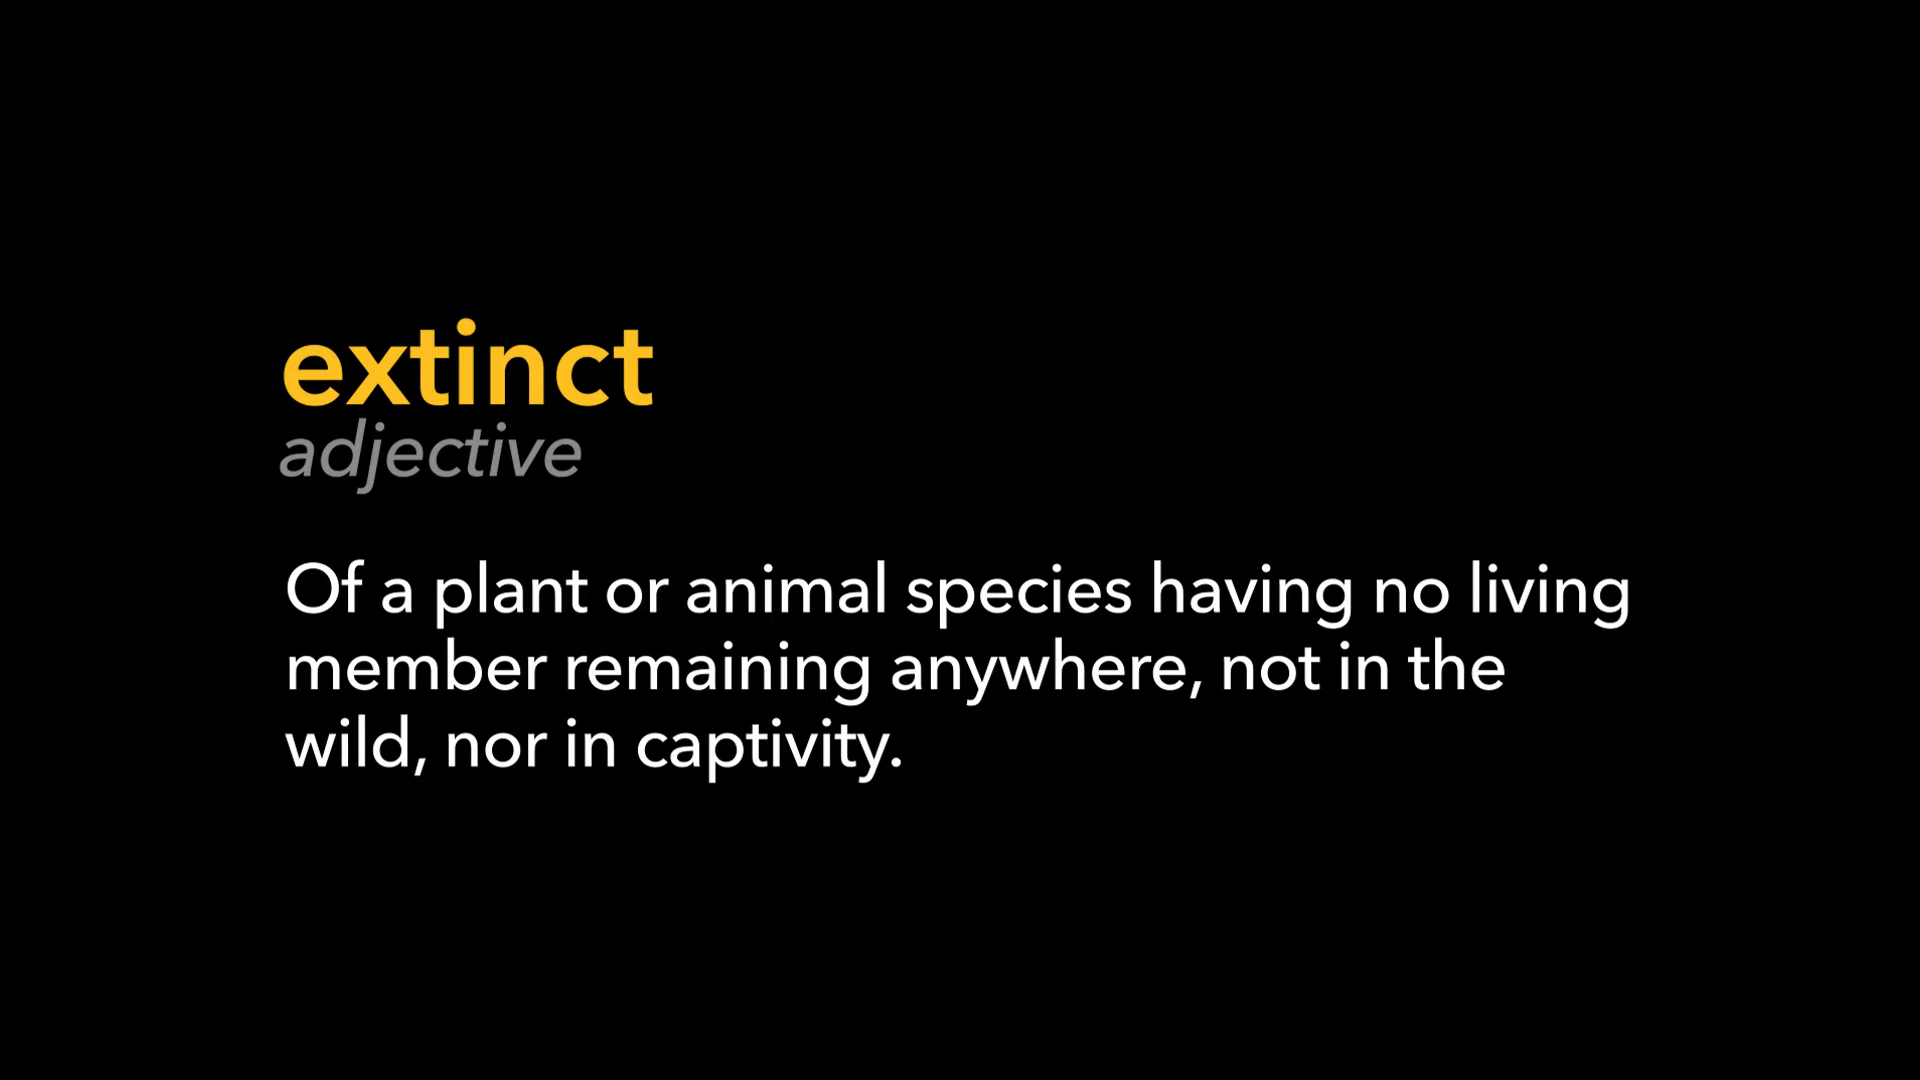 extinct
adjective
Of a plant or animal species having no living
member remaining anywhere, not in the
wild, nor in captivity.